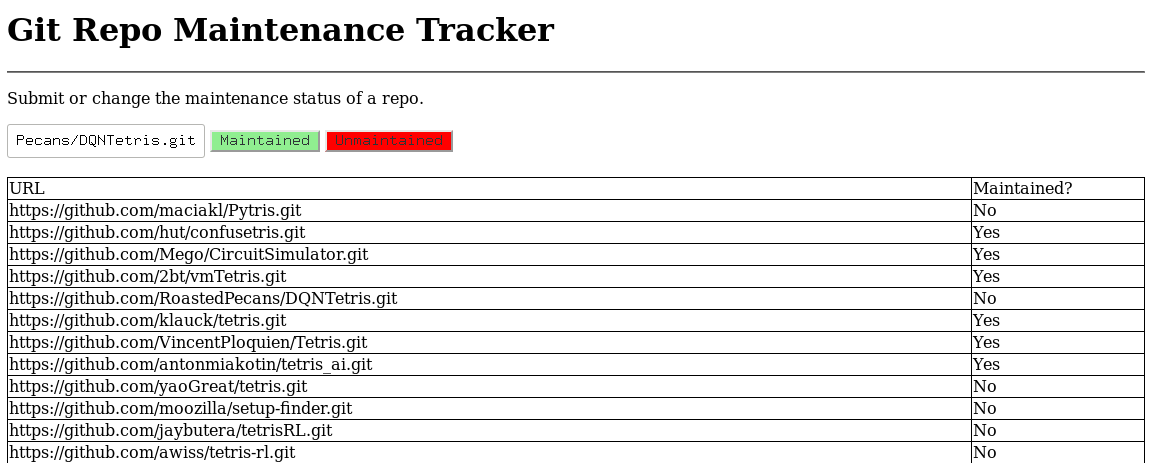 Git Repo Maintenance Tracker
Submit or change the maintenance status of a repo.
Pecans/DQNTetris.git Maintained Unmaintained
URL Maintained?
https://github.com/maciakl/Pytris.git No
https://github.com/hut/confusetris.git Yes
https://github.com/Mego/CircuitSimulator.git Yes
https://github.com/2bt/vmTetris.git Yes
https://github.com/RoastedPecans/DQNTetris.git No
https://github.com/klauck/tetris.git Yes
https://github.com/VincentPloquien/Tetris.git Yes
https://github.com/antonmiakotin/tetris_ai.git Yes
https://github.com/yaoGreat/tetris.git No
https://github.com/moozilla/setup-finder.git No
https://github.com/jaybutera/tetrisRL.git No
https://github.com/awiss/tetris-rl.git No